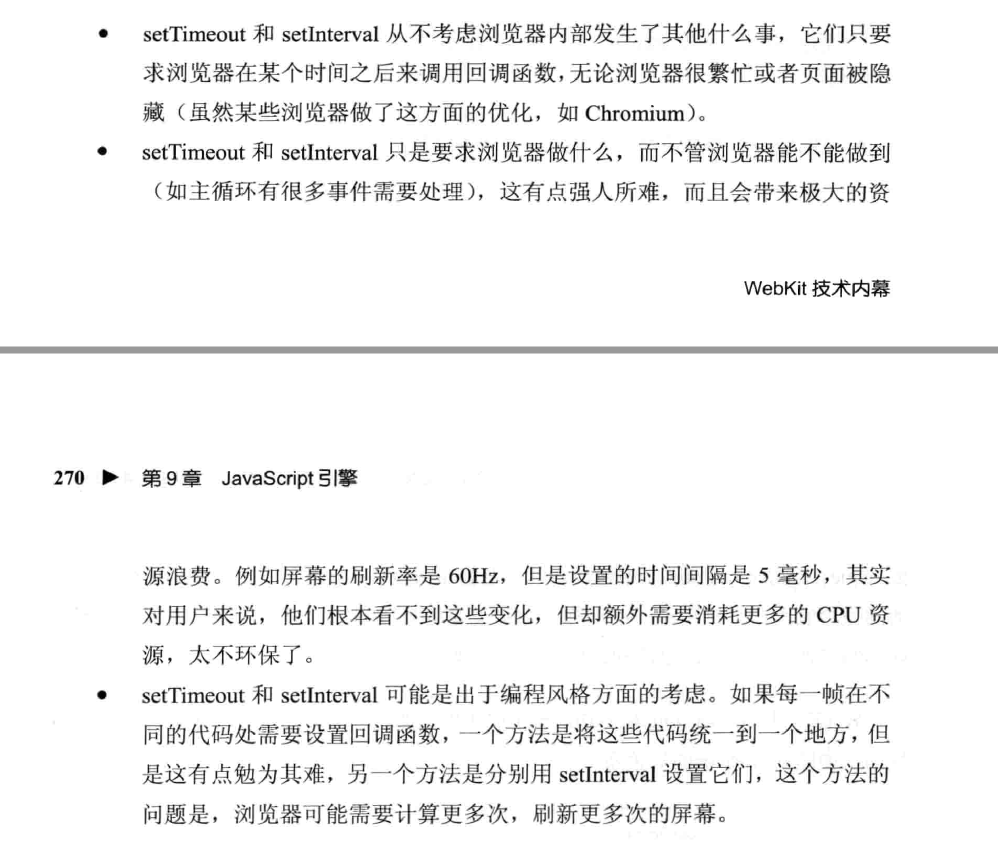 • setTimeout 和 setInterval 从不考虑浏览器内部发生了其他什么事，它们只要
求浏览器在某个时间之后来调用回调函数，无论浏览器很繁忙或者页面被隐
藏（虽然某些浏览器做了这方面的优化，如 Chromium）。
• setTimeout 和 setInterval 只是要求浏览器做什么，而不管浏览器能不能做到
（如主循环有很多事件需要处理），这有点强人所难，而且会带来极大的资
WebKit 技术内幕
270 ▶ 第 9 章 JavaScript 引擎
源浪费。例如屏幕的刷新率是 60Hz，但是设置的时间间隔是 5 毫秒，其实
对用户来说，他们根本看不到这些变化，但却额外需要消耗更多的 CPU 资
源，太不环保了。
• setTimeout 和 setInterval 可能是出于编程风格方面的考虑。如果每一帧在不
同的代码处需要设置回调函数，一个方法是将这些代码统一到一个地方，但
是这有点勉为其难，另一个方法是分别用 setInterval 设置它们，这个方法的
问题是，浏览器可能需要计算更多次，刷新更多次的屏幕。